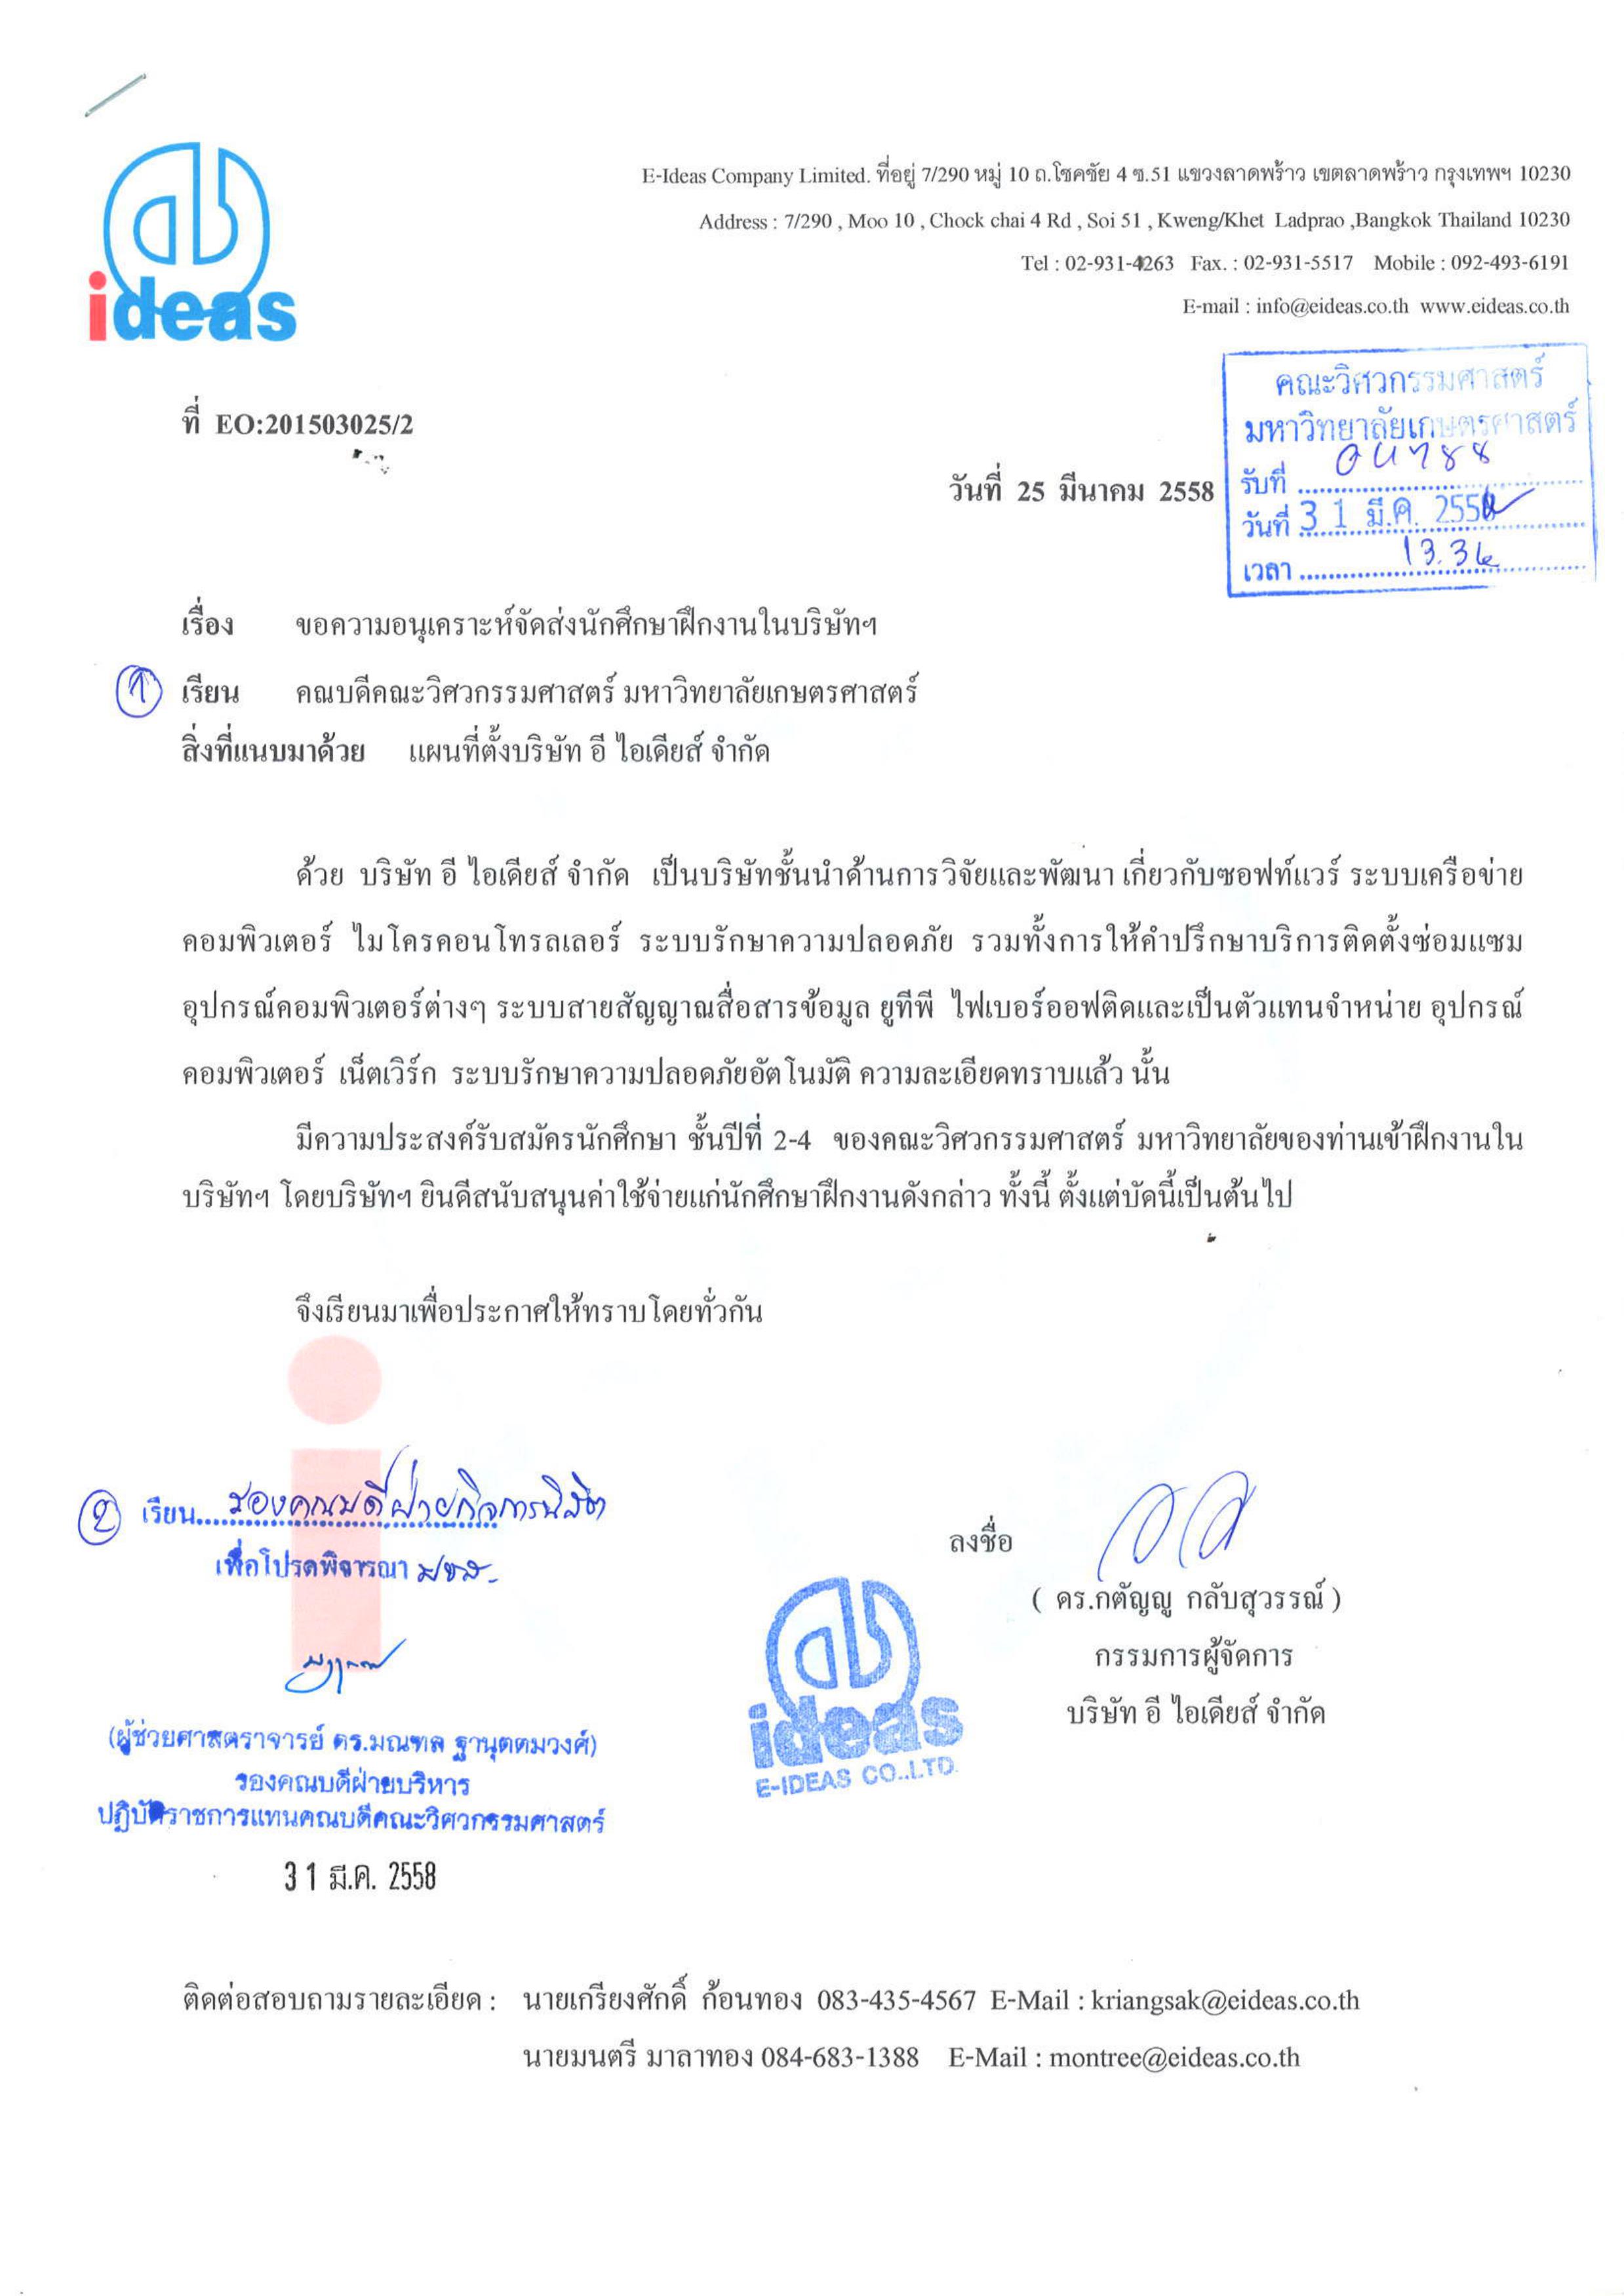 ideas
E-Ideas Company Limited. ที่อยู่ 7/290 หมู่ 10 ถ.โชคชัย 4 ซ.51 แขวงลาดพร้าว เขตลาดพร้าว กรุงเทพฯ 10230
Address : 7/290 , Moo 10 , Chock chai 4 Rd , Soi 51 , Kweng/Khet Ladprao ,Bangkok Thailand 10230
Tel : 02-931-4263 Fax. : 02-931-5517 Mobile : 092-493-6191
E-mail : info@eideas.co.th www.eideas.co.th
คณะวิศวกรรมศาสตร์
มหาวิทยาลัยเกษตรศาสตร์
รับที่ 04788
วันที่ 31 มี.ค. 2558
เวลา 13.36
ที่ EO:201503025/2
วันที่ 25 มีนาคม 2558
เรื่อง ขอความอนุเคราะห์จัดส่งนักศึกษาฝึกงานในบริษัทฯ
เรียน คณบดีคณะวิศวกรรมศาสตร์ มหาวิทยาลัยเกษตรศาสตร์
สิ่งที่แนบมาด้วย แผนที่ตั้งบริษัท อี ไอเดียส์ จำกัด
ด้วย บริษัท อี ไอเดียส์ จำกัด เป็นบริษัทชั้นนำด้านการวิจัยและพัฒนา เกี่ยวกับซอฟท์แวร์ ระบบเครือข่าย
คอมพิวเตอร์ ไมโครคอนโทรลเลอร์ ระบบรักษาความปลอดภัย รวมทั้งการให้คำปรึกษาบริการติดตั้งซ่อมแซม
อุปกรณ์คอมพิวเตอร์ต่างๆ ระบบสายสัญญาณสื่อสารข้อมูล ยูทีพี ไฟเบอร์ออฟติคและเป็นตัวแทนจำหน่าย อุปกรณ์
คอมพิวเตอร์ เน็ตเวิร์ก ระบบรักษาความปลอดภัยอัตโนมัติ ความละเอียดทราบแล้ว นั้น
มีความประสงค์รับสมัครนักศึกษา ชั้นปีที่ 2-4 ของคณะวิศวกรรมศาสตร์ มหาวิทยาลัยของท่านเข้าฝึกงานใน
บริษัทฯ โดยบริษัทฯ ยินดีสนับสนุนค่าใช้จ่ายแก่นักศึกษาฝึกงานดังกล่าว ทั้งนี้ ตั้งแต่บัดนี้เป็นต้นไป
จึงเรียนมาเพื่อประกาศให้ทราบโดยทั่วกัน
๒ เรียน รองคณบดีฝ่ายกิจการนิสิต
เพื่อโปรดพิจารณา
(ผู้ช่วยศาสตราจารย์ ดร.มณฑล ฐานุตตมวงศ์)
รองคณบดีฝ่ายบริหาร
ปฏิบัติราชการแทนคณบดีคณะวิศวกรรมศาสตร์
31 มี.ค. 2558
ลงชื่อ
( ดร.กตัญญู กลับสุวรรณ์ )
กรรมการผู้จัดการ
บริษัท อี ไอเดียส์ จำกัด
ideas
E-IDEAS CO.,LTD.
ติดต่อสอบถามรายละเอียด : นายเกรียงศักดิ์ ก้อนทอง 083-435-4567 E-Mail : kriangsak@eideas.co.th
นายมนตรี มาลาทอง 084-683-1388 E-Mail : montree@eideas.co.th